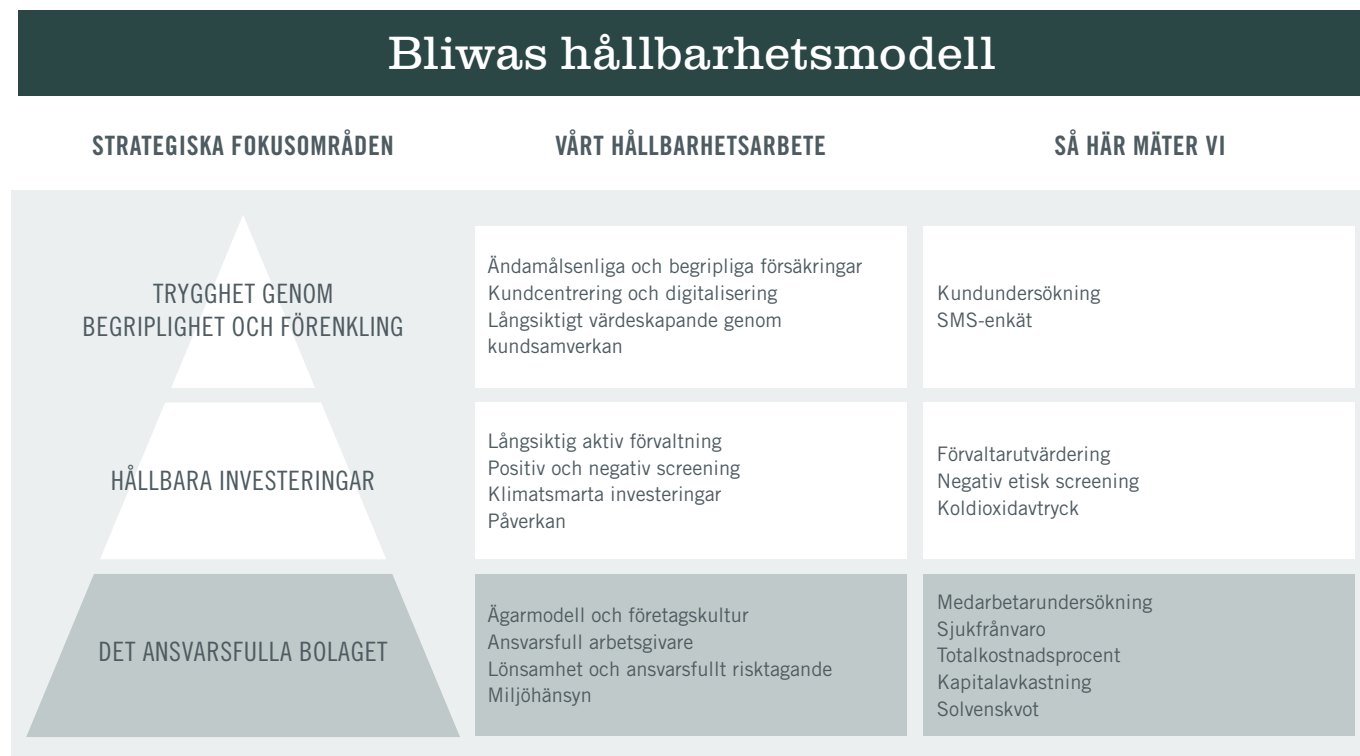 Bliwas hållbarhetsmodell
STRATEGISKA FOKUSOMRÅDEN
VÅRT HÅLLBARHETSARBETE
SÅ HÄR MÄTER VI
TRYGGHET GENOM
BEGRIPLIGHET OCH FÖRENKLING
Ändamålsenliga och begripliga försäkringar
Kundcentrering och digitalisering
Långsiktigt värdeskapande genom
kundsamverkan
Kundundersökning
SMS-enkät
HÅLLBARA INVESTERINGAR
Långsiktig aktiv förvaltning
Positiv och negativ screening
Klimatsmarta investeringar
Påverkan
Förvaltarutvärdering
Negativ etisk screening
Koldioxidavtryck
DET ANSVARSFULLA BOLAGET
Ägarmodell och företagskultur
Ansvarsfull arbetsgivare
Lönsamhet och ansvarsfullt risktagande
Miljöhänsyn
Medarbetarundersökning
Sjukfrånvaro
Totalkostnadsprocent
Kapitalavkastning
Solvenskvot